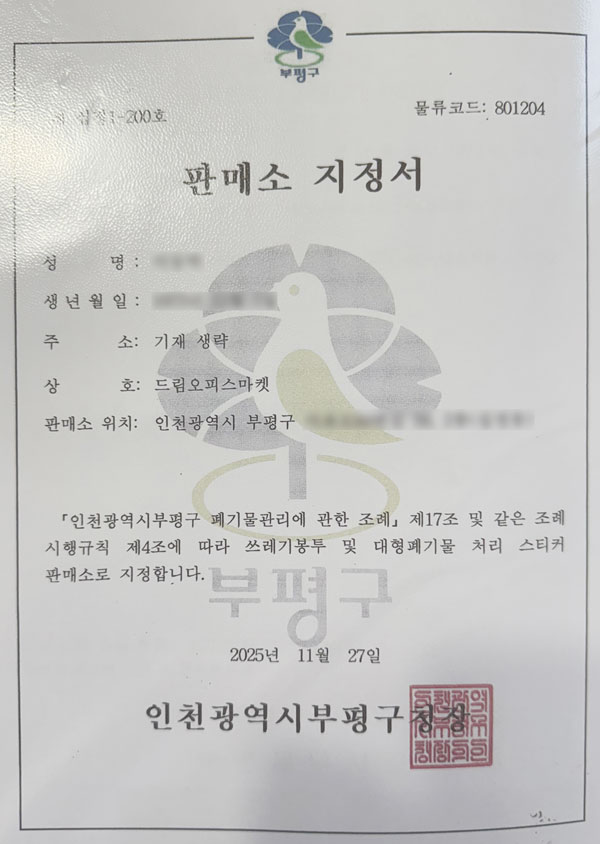 부평구
-200호
물류코드: 801204
판매소 지정서
성 명 :
생년월일 :
주 소: 기재 생략
상 호: 드림오피스마켓
판매소 위치: 인천광역시 부평구
「인천광역시부평구 폐기물관리에 관한 조례」 제17조 및 같은 조례
시행규칙 제4조에 따라 쓰레기봉투 및 대형폐기물 처리 스티커
판매소로 지정합니다.
부평구
2025년 11월 27일
인천광역시부평구청장